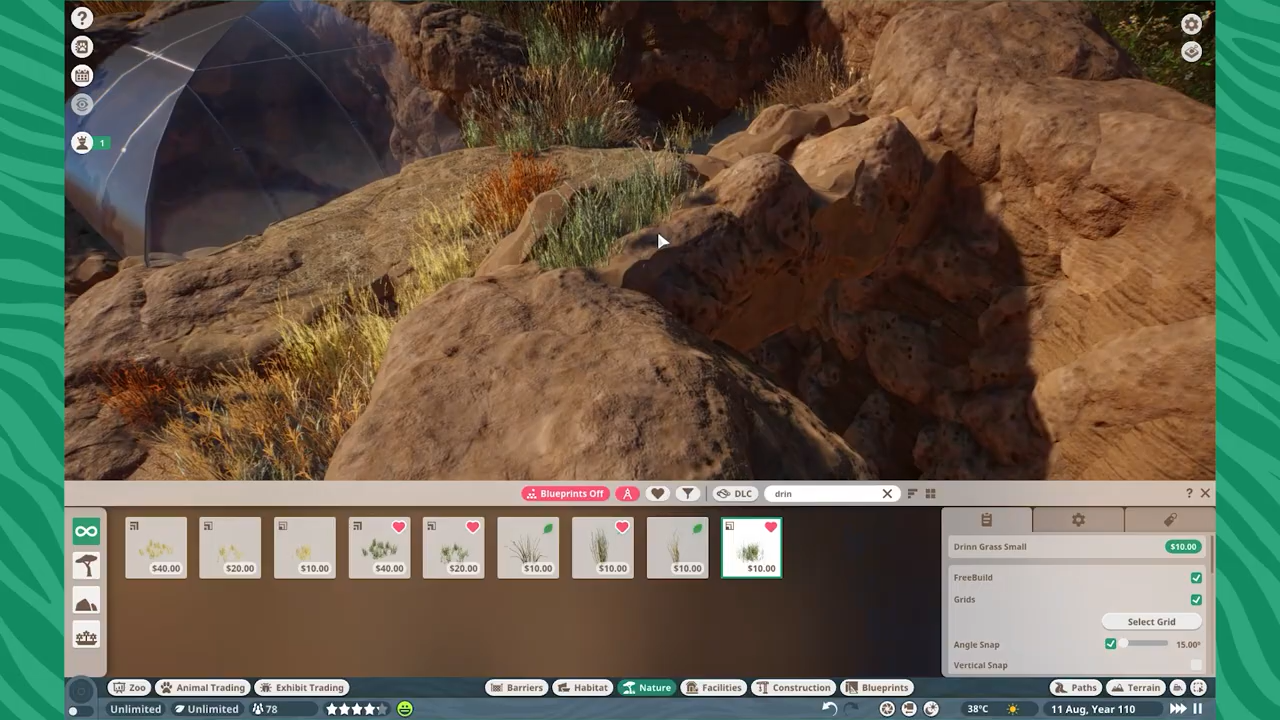 ?
1
Blueprints Off
DLC
drin
?
$40.00
$20.00
$10.00
$40.00
$20.00
$10.00
$10.00
$10.00
$10.00
Drinn Grass Small
$10.00
FreeBuild
Grids
Select Grid
Angle Snap
15.00°
Vertical Snap
Zoo
Animal Trading
Exhibit Trading
Barriers
Habitat
Nature
Facilities
Construction
Blueprints
Paths
Terrain
Unlimited
Unlimited
78
38°C
11 Aug, Year 110